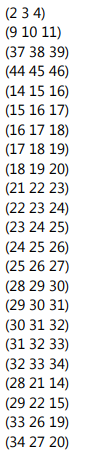 (2 3 4)
(9 10 11)
(37 38 39)
(44 45 46)
(14 15 16)
(15 16 17)
(16 17 18)
(17 18 19)
(18 19 20)
(21 22 23)
(22 23 24)
(23 24 25)
(24 25 26)
(25 26 27)
(28 29 30)
(29 30 31)
(30 31 32)
(31 32 33)
(32 33 34)
(28 21 14)
(29 22 15)
(33 26 19)
(34 27 20)